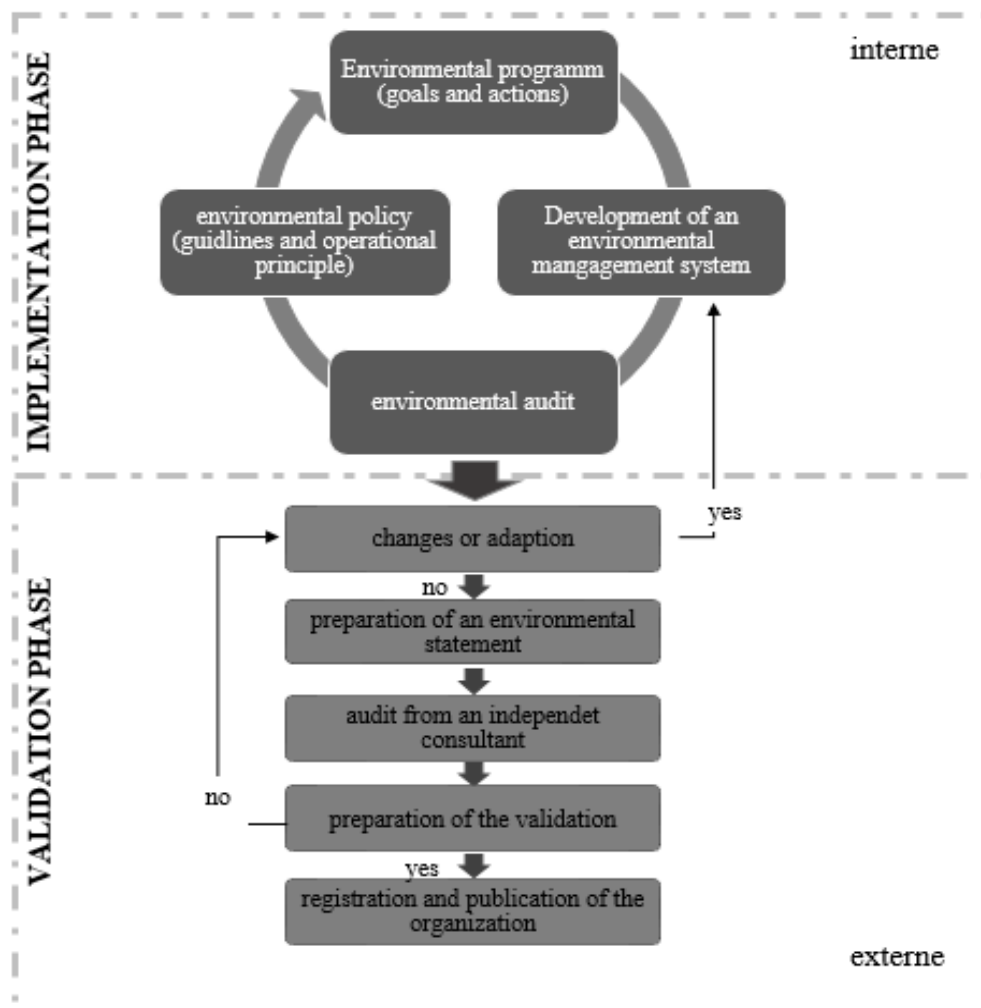 IMPLEMENTATION PHASE
interne
Environmental programm
(goals and actions)
environmental policy
(guidlines and operational
principle)
Development of an
environmental
mangagement system
environmental audit
VALIDATION PHASE
changes or adaption
yes
no
preparation of an environmental
statement
audit from an independet
consultant
no
preparation of the validation
yes
registration and publication of the
organization
externe